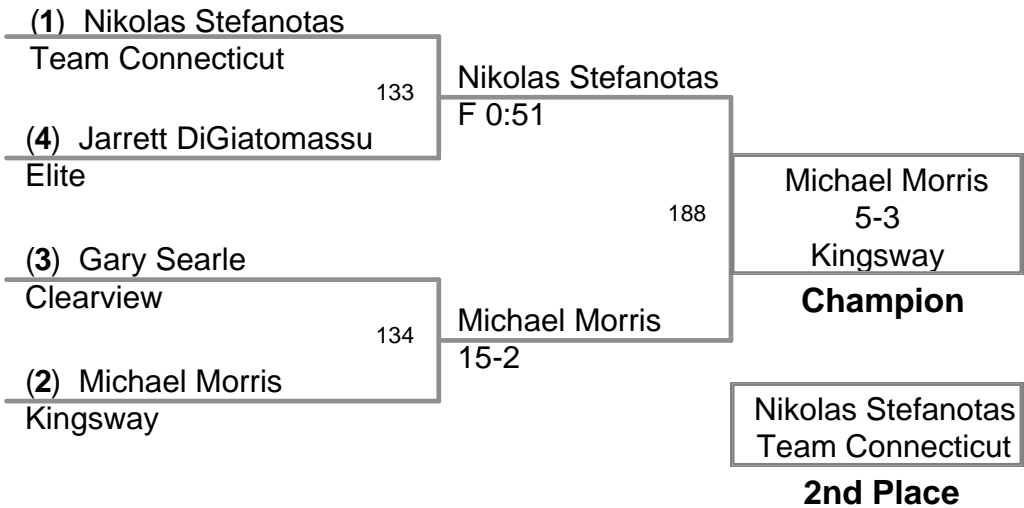 (1) Nikolas Stefanotas
Team Connecticut
133
(4) Jarrett DiGiatomassu
Elite
Nikolas Stefanotas
F 0:51
(3) Gary Searle
Clearview
134
(2) Michael Morris
Kingsway
Michael Morris
15-2
188
Michael Morris
5-3
Kingsway
Champion
Nikolas Stefanotas
Team Connecticut
2nd Place